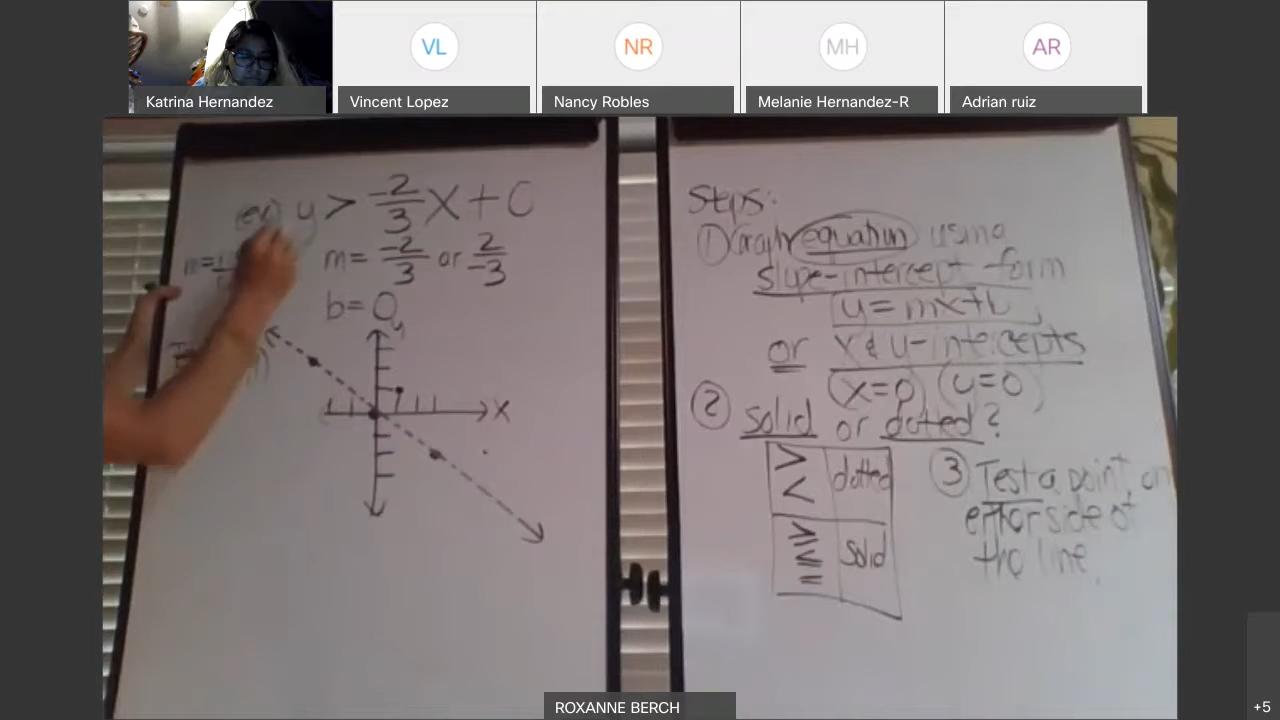 VL
NR
MH
AR
Katrina Hernandez
Vincent Lopez
Nancy Robles
Melanie Hernandez-R
Adrian ruiz
(ex) y > -2/3 X + 0
m =
m = -2/3 or 2/-3
b = 0
y
X
Steps:
① Graph equation using
slope-intercept form
y = mx+b
or x & y-intercepts
(x=0) (y=0)
② solid or dotted?
> < dotted
≥ ≤ = solid
③ Test a point on
either side of
the line.
ROXANNE BERCH
+5